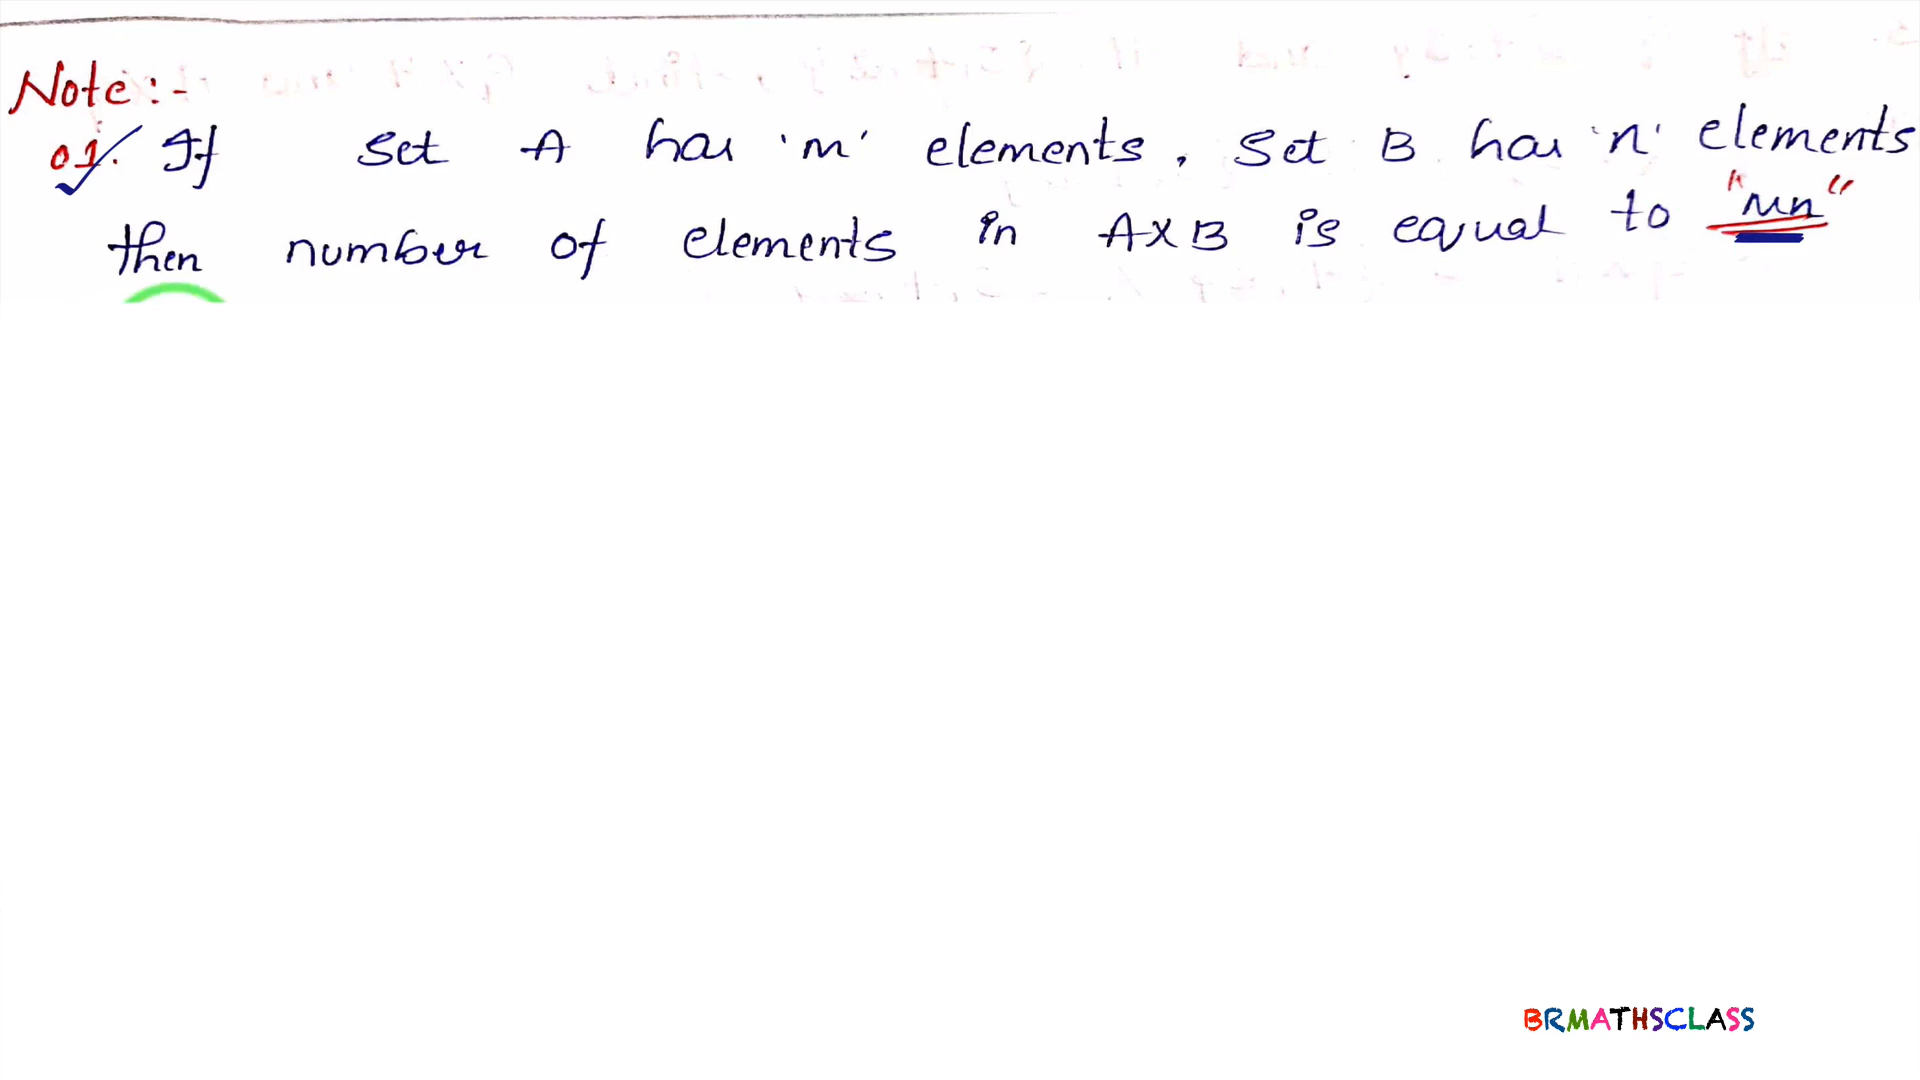 Note:-
01. If set A has 'm' elements, set B has 'n' elements
then number of elements in A×B is equal to "mn"
BRMATHSCLASS